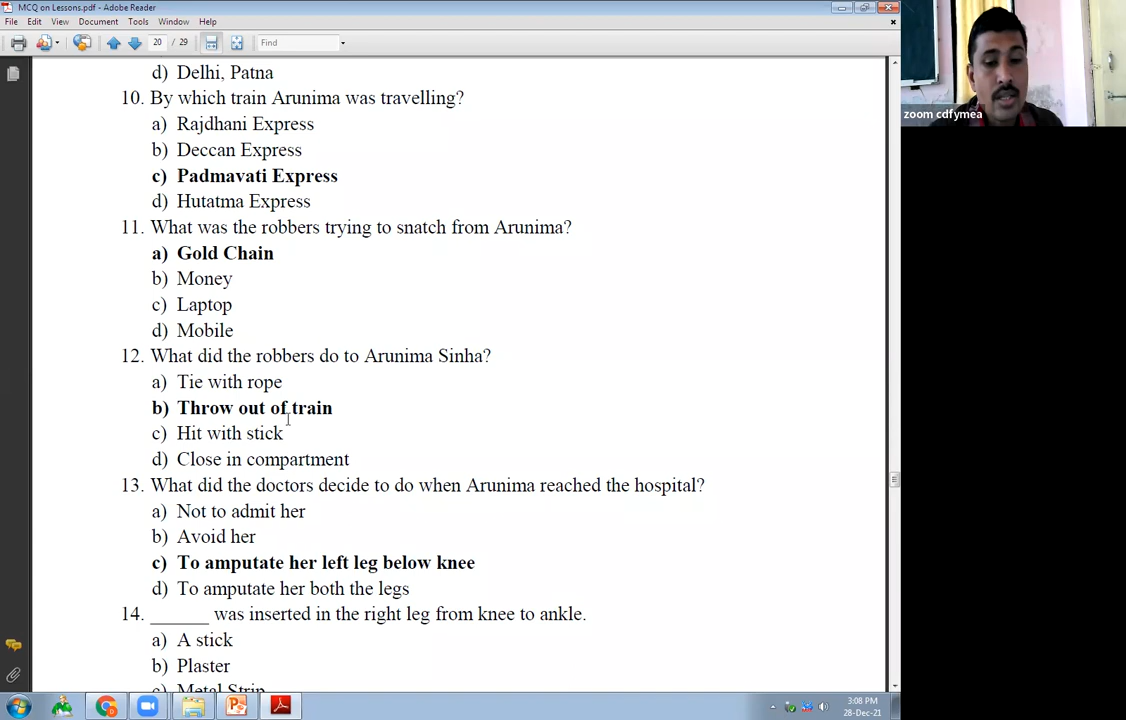 MCQ on Lessons.pdf - Adobe Reader
File Edit View Document Tools Window Help
20 / 29 Find
d) Delhi, Patna
10. By which train Arunima was travelling?
a) Rajdhani Express
b) Deccan Express
c) Padmavati Express
d) Hutatma Express
11. What was the robbers trying to snatch from Arunima?
a) Gold Chain
b) Money
c) Laptop
d) Mobile
12. What did the robbers do to Arunima Sinha?
a) Tie with rope
b) Throw out of train
c) Hit with stick
d) Close in compartment
13. What did the doctors decide to do when Arunima reached the hospital?
a) Not to admit her
b) Avoid her
c) To amputate her left leg below knee
d) To amputate her both the legs
14. ______ was inserted in the right leg from knee to ankle.
a) A stick
b) Plaster
c) Metal Strip
zoom cdfymea
3:08 PM
28-Dec-21